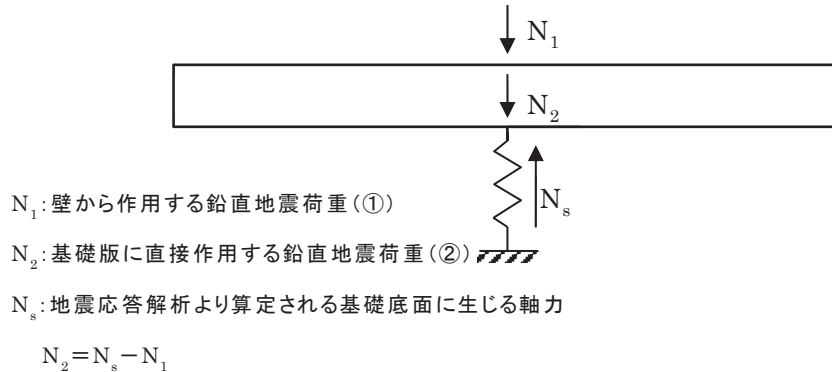 N₁
N₂
Nₛ
N₁:壁から作用する鉛直地震荷重(①)
N₂:基礎版に直接作用する鉛直地震荷重(②)
Nₛ:地震応答解析より算定される基礎底面に生じる軸力
N₂=Nₛ−N₁